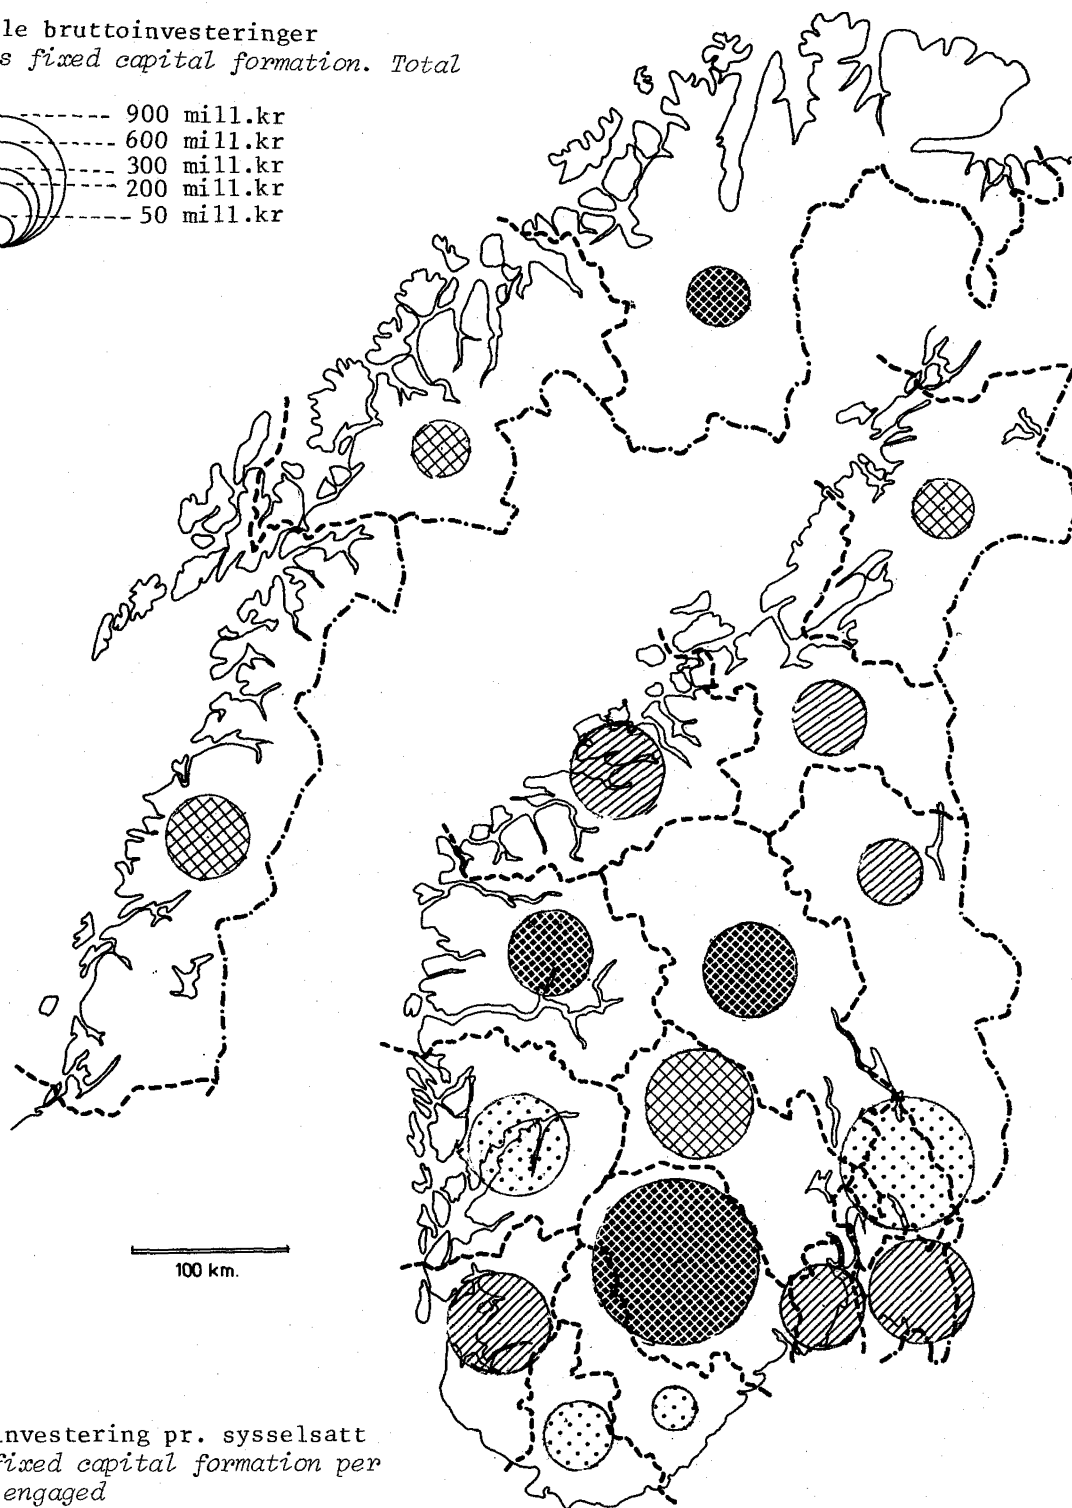 le bruttoinvesteringer
s fixed capital formation. Total
900 mill.kr
600 mill.kr
300 mill.kr
200 mill.kr
50 mill.kr
100 km.
investering pr. sysselsatt
fixed capital formation per
engaged